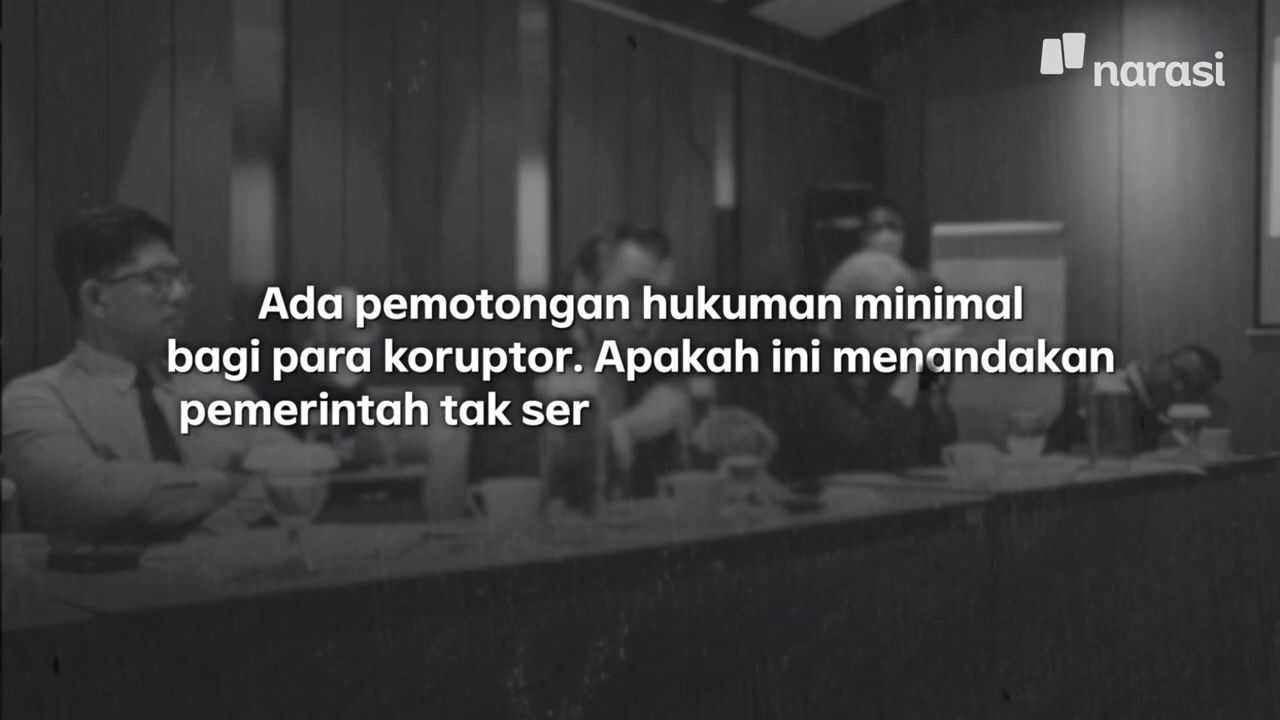 narasi
Ada pemotongan hukuman minimal
bagi para koruptor. Apakah ini menandakan
pemerintah tak ser